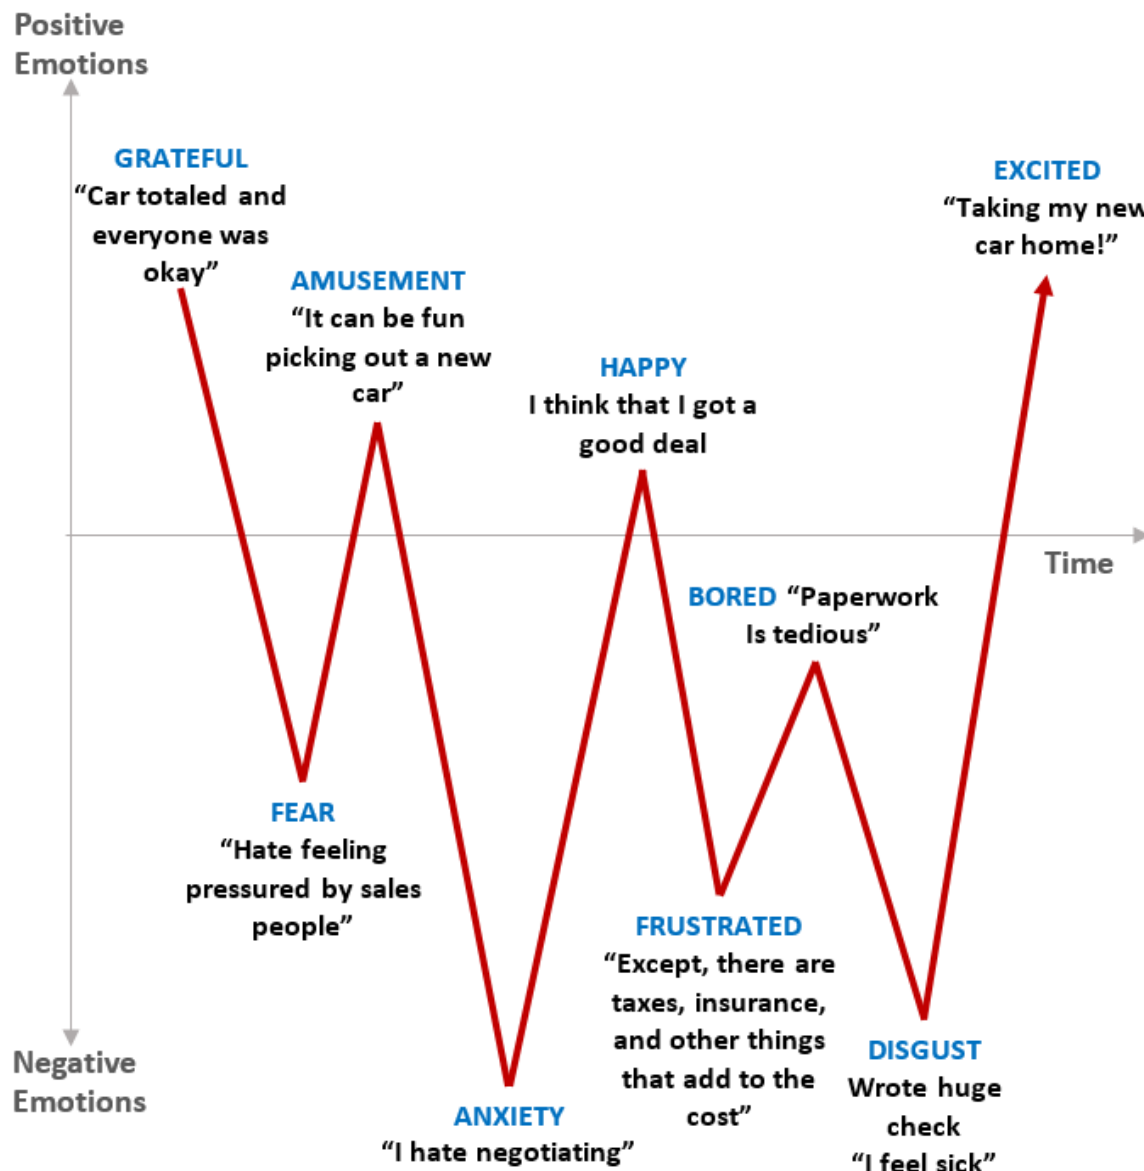 Positive
Emotions
GRATEFUL
“Car totaled and
everyone was
okay”
AMUSEMENT
“It can be fun
picking out a new
car”
HAPPY
I think that I got a
good deal
EXCITED
“Taking my new
car home!”
Time
BORED “Paperwork
Is tedious”
FEAR
“Hate feeling
pressured by sales
people”
FRUSTRATED
“Except, there are
taxes, insurance,
and other things
that add to the
cost”
DISGUST
Wrote huge
check
“I feel sick”
ANXIETY
“I hate negotiating”
Negative
Emotions